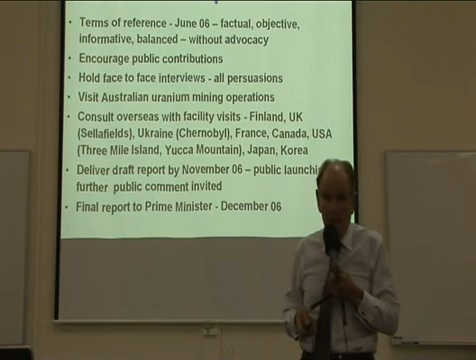 • Terms of reference - June 06 – factual, objective,
informative, balanced – without advocacy
• Encourage public contributions
• Hold face to face interviews - all persuasions
• Visit Australian uranium mining operations
• Consult overseas with facility visits - Finland, UK
(Sellafields), Ukraine (Chernobyl), France, Canada, USA
(Three Mile Island, Yucca Mountain), Japan, Korea
• Deliver draft report by November 06 – public launchi
further public comment invited
• Final report to Prime Minister - December 06